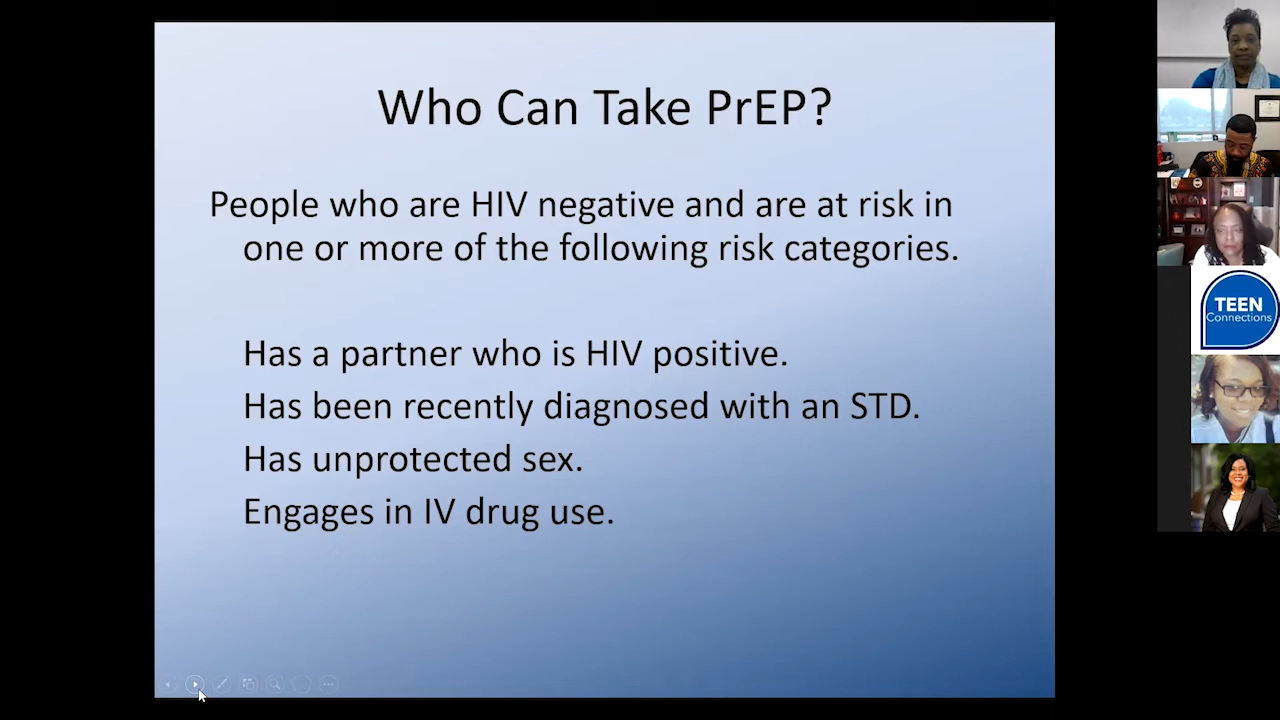 Who Can Take PrEP?
People who are HIV negative and are at risk in
one or more of the following risk categories.
Has a partner who is HIV positive.
Has been recently diagnosed with an STD.
Has unprotected sex.
Engages in IV drug use.
TEEN
Connections